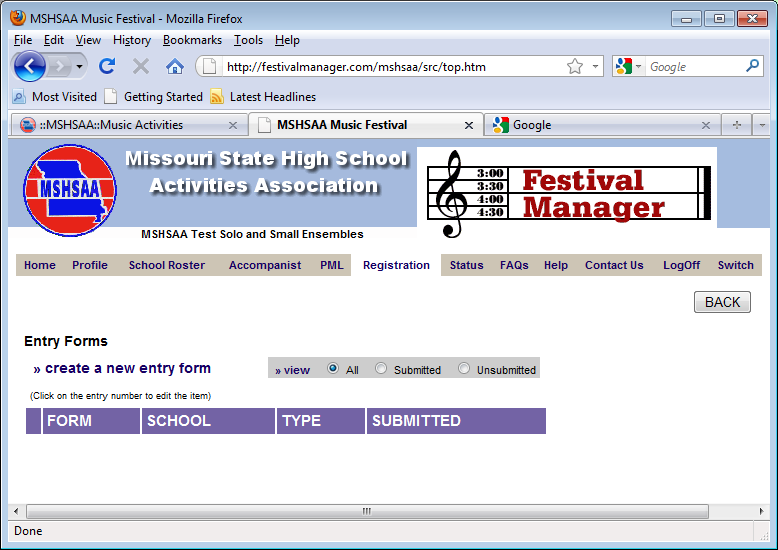 MSHSAA Music Festival - Mozilla Firefox
File Edit View History Bookmarks Tools Help
http://festivalmanager.com/mshsaa/src/top.htm Google
Most Visited Getting Started Latest Headlines
::MSHSAA::Music Activities MSHSAA Music Festival Google
MSHSAA
Missouri State High School
Activities Association
3:00
3:30
4:00
4:30
Festival
Manager
MSHSAA Test Solo and Small Ensembles
Home Profile School Roster Accompanist PML Registration Status FAQs Help Contact Us LogOff Switch
BACK
Entry Forms
» create a new entry form » view All Submitted Unsubmitted
(Click on the entry number to edit the item)
FORM SCHOOL TYPE SUBMITTED
Done